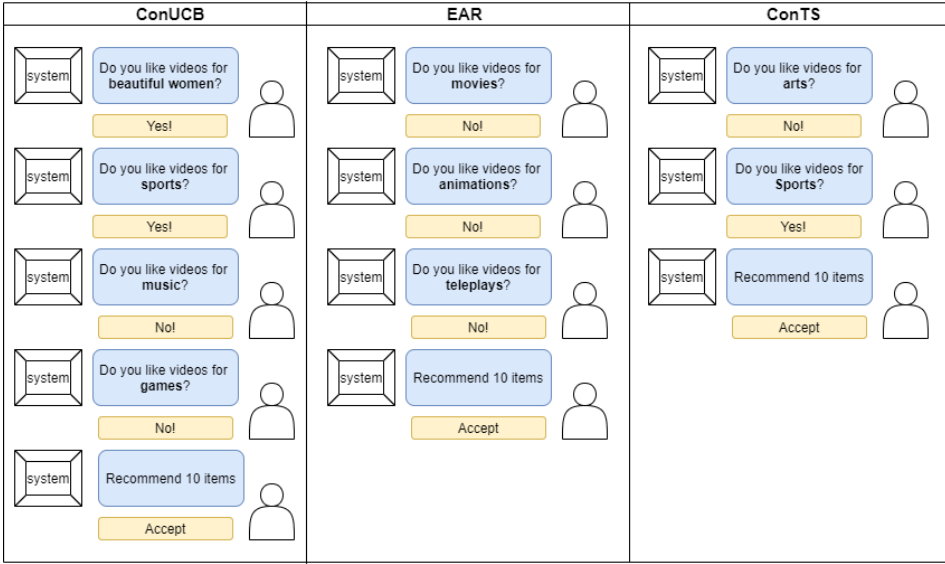 ConUCB
system
Do you like videos for
beautiful women?
Yes!
system
Do you like videos for
sports?
Yes!
system
Do you like videos for
music?
No!
system
Do you like videos for
games?
No!
system
Recommend 10 items
Accept
EAR
system
Do you like videos for
movies?
No!
system
Do you like videos for
animations?
No!
system
Do you like videos for
teleplays?
No!
system
Recommend 10 items
Accept
ConTS
system
Do you like videos for
arts?
No!
system
Do you like videos for
Sports?
Yes!
system
Recommend 10 items
Accept